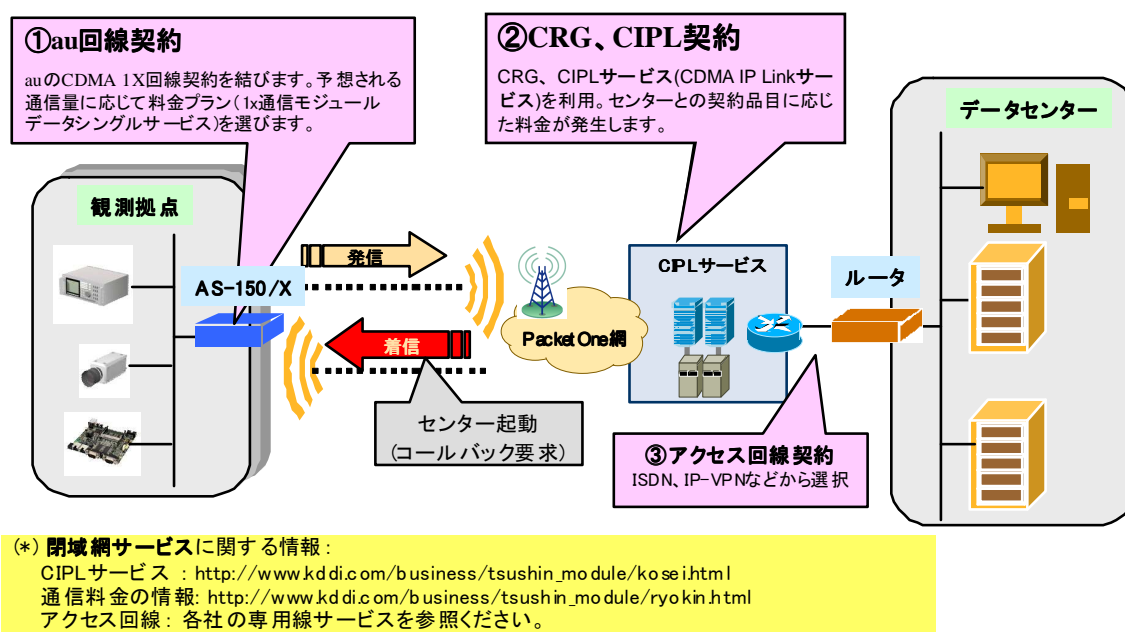 ①au回線契約
auのCDMA 1X回線契約を結びます。予想される
通信量に応じて料金プラン（1x通信モジュール
データシングルサービス)を選びます。
②CRG、CIPL契約
CRG、CIPLサービス(CDMA IP Linkサー
ビス)を利用。センターとの契約品目に応じ
た料金が発生します。
データセンター
観測拠点
AS-150/X
発信
着信
センター起動
(コールバック要求)
Packet One網
CIPLサービス
ルータ
③アクセス回線契約
ISDN、IP-VPNなどから選択
(*) 閉域網サービスに関する情報：
CIPLサービス ：http://www.kddi.com/business/tsushin_module/kosei.html
通信料金の情報: http://www.kddi.com/business/tsushin_module/ryokin.html
アクセス回線：各社の専用線サービスを参照ください。